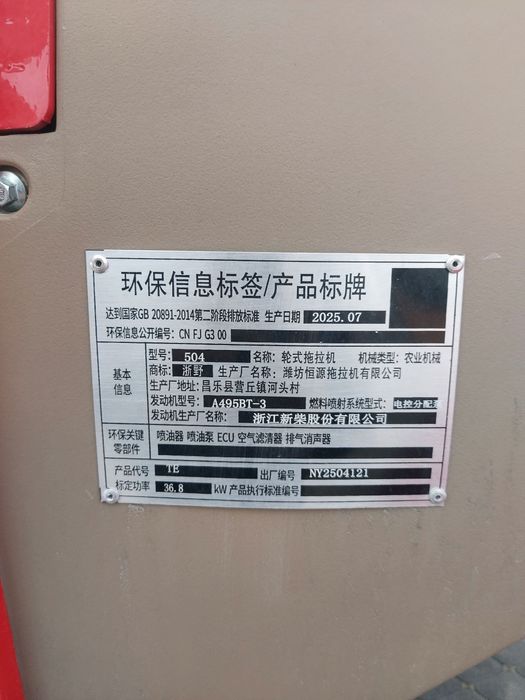 环保信息标签/产品标牌
达到国家GB 20891-2014第二阶段排放标准 生产日期 2025.07
环保信息公开编号: CN FJ G3 00
基本信息
型号: 504 名称: 轮式拖拉机 机械类型: 农业机械
商标: 浙野 生产厂名称: 潍坊恒源拖拉机有限公司
生产厂地址: 昌乐县营丘镇河头村
发动机型号: A495BT-3 燃料喷射系统型式: 电控分配泵
发动机生产厂名称: 浙江新柴股份有限公司
环保关键零部件
喷油器 喷油泵 ECU 空气滤清器 排气消声器
产品代号 TE 出厂编号 NY2504121
标定功率 36.8 kW 产品执行标准编号